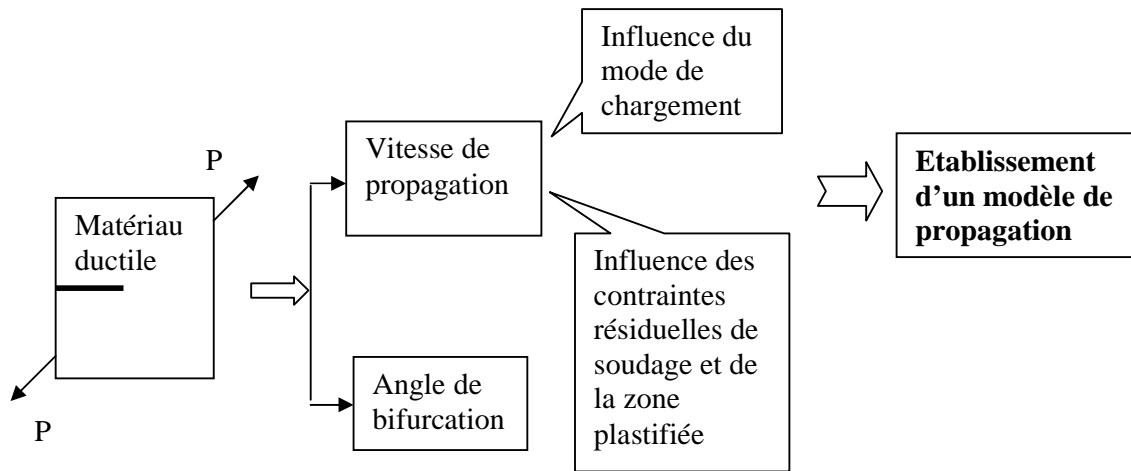 P
Matériau
ductile
P
Vitesse de
propagation
Angle de
bifurcation
Influence du
mode de
chargement
Influence des
contraintes
résiduelles de
soudage et de
la zone
plastifiée
Etablissement
d’un modèle de
propagation